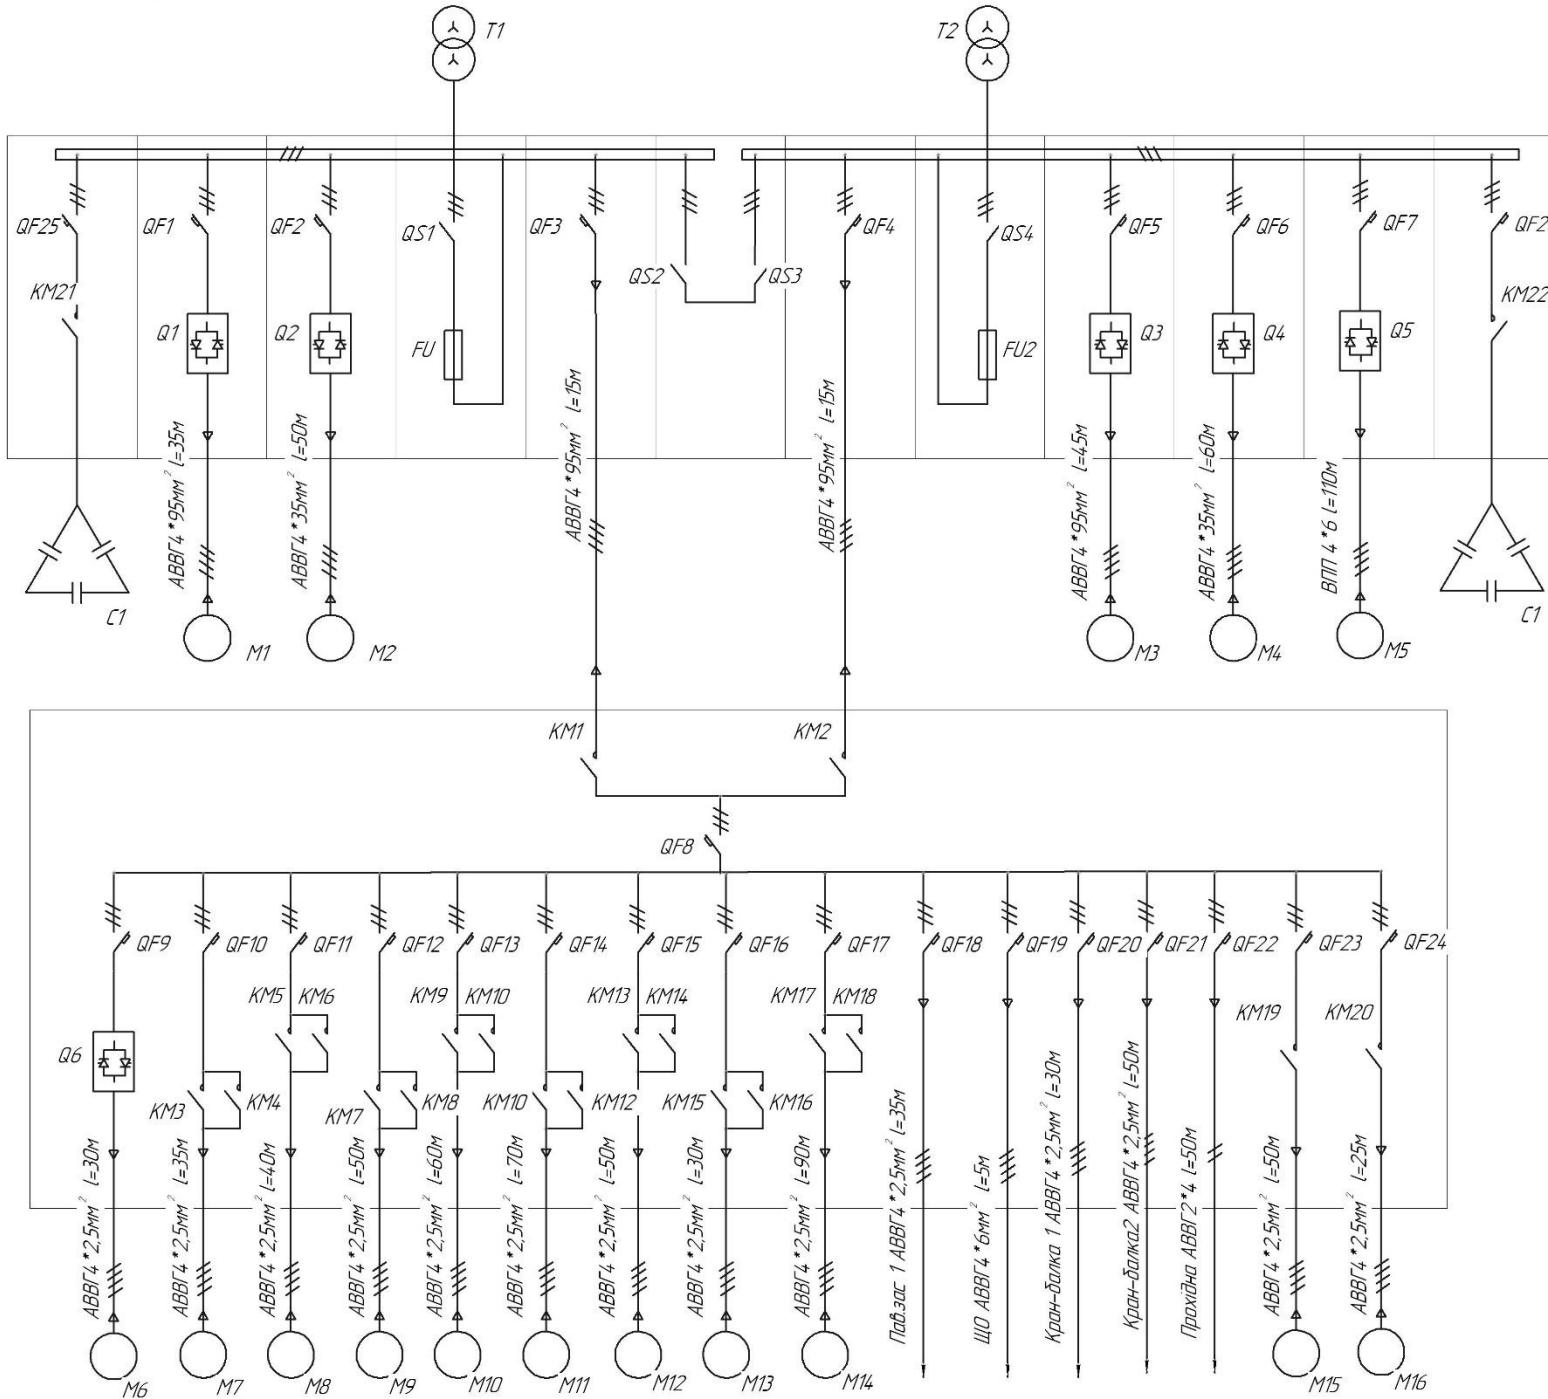 T1
T2
QF25
QF1
QF2
QS1
QF3
QS2
QS3
QF4
QS4
QF5
QF6
QF7
QF2
KM21
Q1
Q2
FU
FU2
Q3
Q4
Q5
KM22
АВВГ4*95мм² l=35м
АВВГ4*35мм² l=50м
АВВГ4*95мм² l=15м
АВВГ4*95мм² l=15м
АВВГ4*95мм² l=45м
АВВГ4*35мм² l=60м
ВПП 4*6 l=110м
C1
M1
M2
M3
M4
M5
C1
KM1
KM2
QF8
QF9
QF10
QF11
QF12
QF13
QF14
QF15
QF16
QF17
QF18
QF19
QF20
QF21
QF22
QF23
QF24
Q6
KM3
KM4
KM5
KM6
KM7
KM8
KM9
KM10
KM10
KM12
KM13
KM14
KM15
KM16
KM17
KM18
KM19
KM20
АВВГ4*2,5мм² l=30м
АВВГ4*2,5мм² l=35м
АВВГ4*2,5мм² l=40м
АВВГ4*2,5мм² l=50м
АВВГ4*2,5мм² l=60м
АВВГ4*2,5мм² l=70м
АВВГ4*2,5мм² l=50м
АВВГ4*2,5мм² l=30м
АВВГ4*2,5мм² l=90м
Пав.зас 1 АВВГ4*2,5мм² l=35м
ЩО АВВГ4*6мм² l=5м
Кран-балка 1 АВВГ4*2,5мм² l=30м
Кран-балка2 АВВГ4*2,5мм² l=50м
Прохідна АВВГ2*4 l=50м
АВВГ4*2,5мм² l=50м
АВВГ4*2,5мм² l=25м
M6
M7
M8
M9
M10
M11
M12
M13
M14
M15
M16